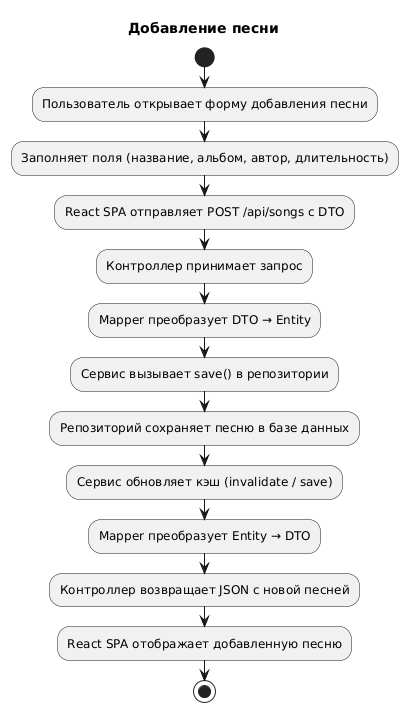 Добавление песни
Пользователь открывает форму добавления песни
Заполняет поля (название, альбом, автор, длительность)
React SPA отправляет POST /api/songs с DTO
Контроллер принимает запрос
Mapper преобразует DTO → Entity
Сервис вызывает save() в репозитории
Репозиторий сохраняет песню в базе данных
Сервис обновляет кэш (invalidate / save)
Mapper преобразует Entity → DTO
Контроллер возвращает JSON с новой песней
React SPA отображает добавленную песню